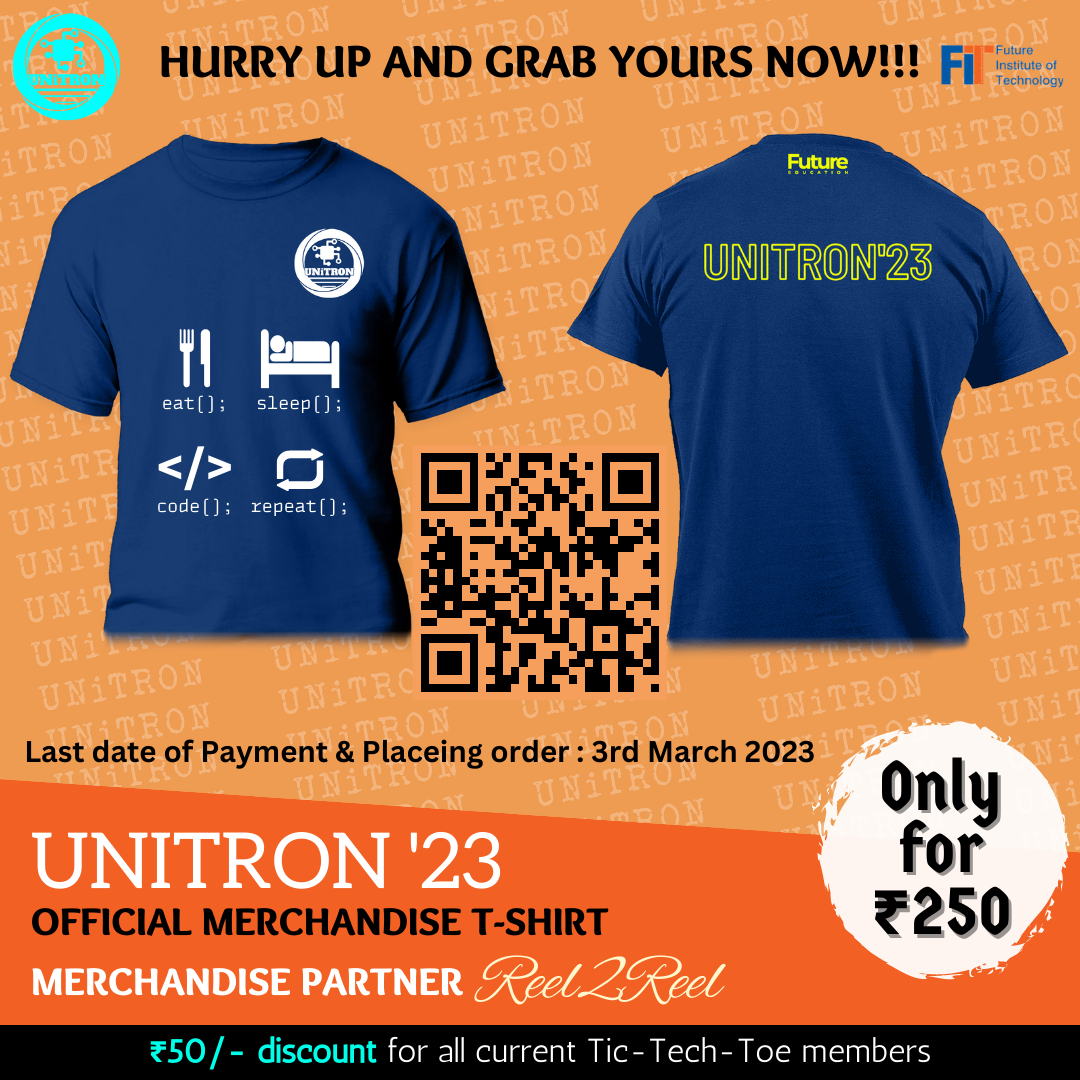 UNiTRON
HURRY UP AND GRAB YOURS NOW!!!
FiT Future
Institute of
Technology
UNiTRON
eat();
sleep();
</>
code();
repeat();
Future
EDUCATION
UNITRON'23
Last date of Payment & Placeing order : 3rd March 2023
Only
for
₹250
UNITRON '23
OFFICIAL MERCHANDISE T-SHIRT
MERCHANDISE PARTNER Reel2Reel
₹50/- discount for all current Tic-Tech-Toe members